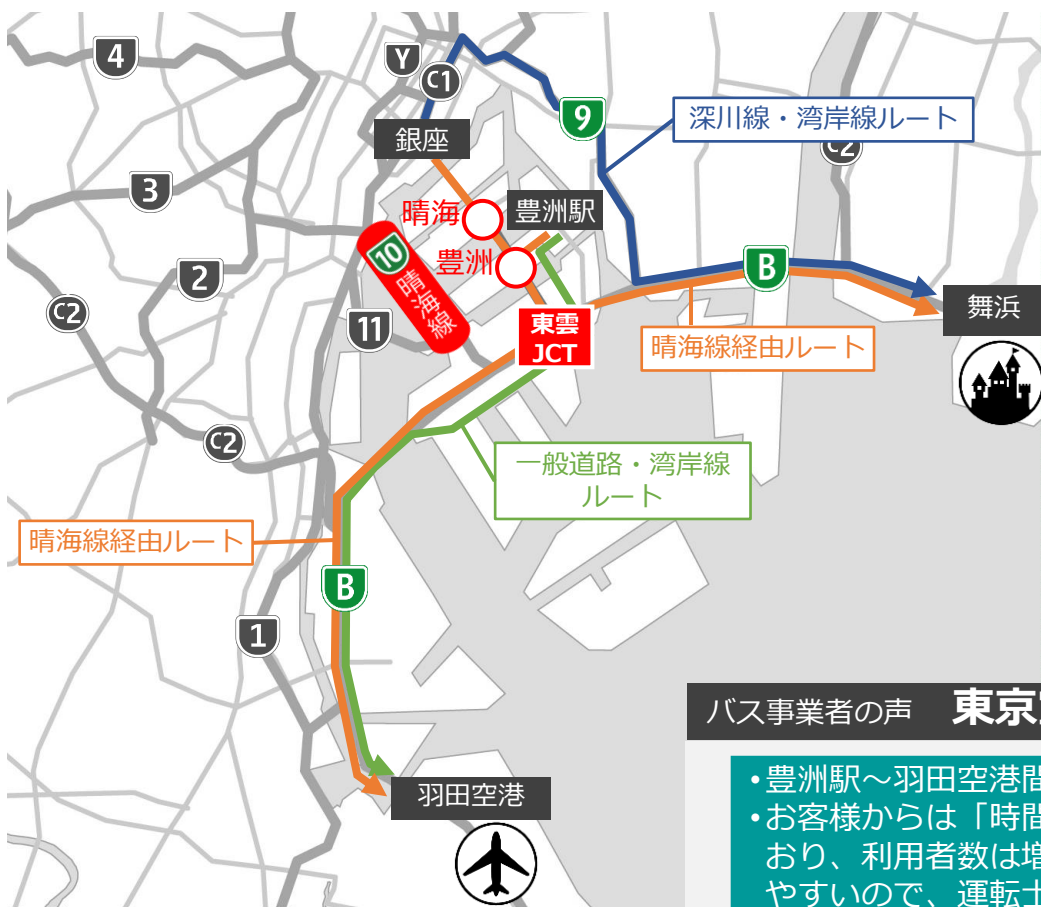 4
Y
C1
9
深川線・湾岸線ルート
C2
銀座
3
晴海
豊洲駅
10
晴海線
豊洲
B
2
舞浜
C2
11
東雲
JCT
晴海線経由ルート
C2
一般道路・湾岸線
ルート
晴海線経由ルート
B
1
羽田空港
バス事業者の声 東京
•豊洲駅～羽田空港間
•お客様からは「時間
おり、利用者数は増
やすいので、運転士